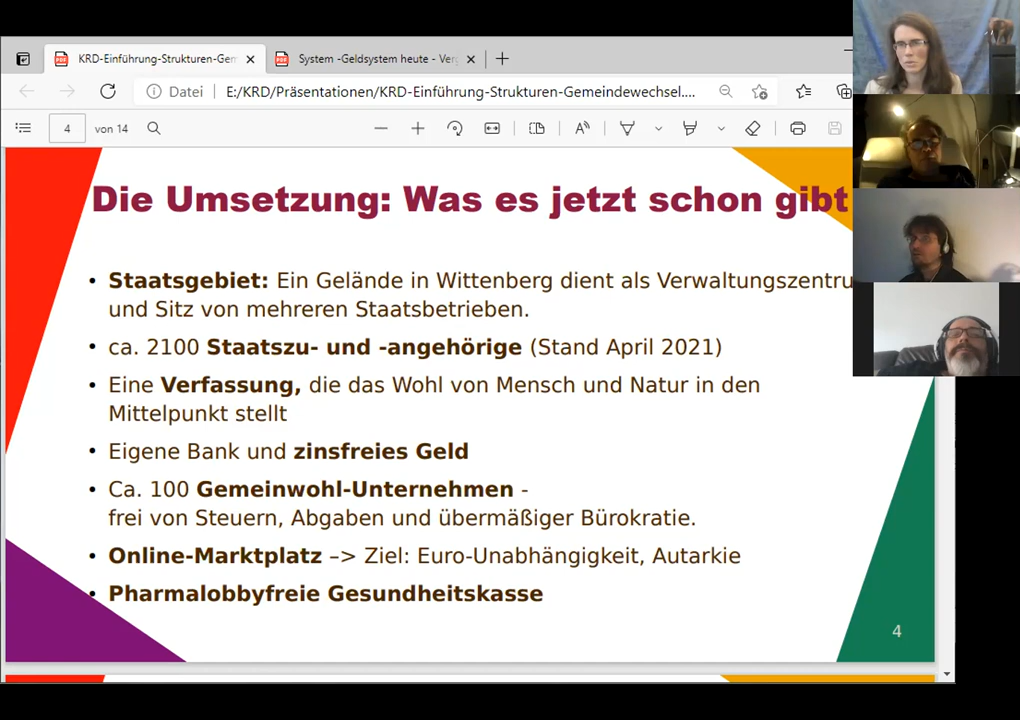 KRD-Einführung-Strukturen-Gem
System -Geldsystem heute - Ver
Datei
E:/KRD/Präsentationen/KRD-Einführung-Strukturen-Gemeindewechsel....
4 von 14
Die Umsetzung: Was es jetzt schon gibt
• Staatsgebiet: Ein Gelände in Wittenberg dient als Verwaltungszentru
und Sitz von mehreren Staatsbetrieben.
• ca. 2100 Staatszu- und -angehörige (Stand April 2021)
• Eine Verfassung, die das Wohl von Mensch und Natur in den
Mittelpunkt stellt
• Eigene Bank und zinsfreies Geld
• Ca. 100 Gemeinwohl-Unternehmen -
frei von Steuern, Abgaben und übermäßiger Bürokratie.
• Online-Marktplatz –> Ziel: Euro-Unabhängigkeit, Autarkie
• Pharmalobbyfreie Gesundheitskasse
4